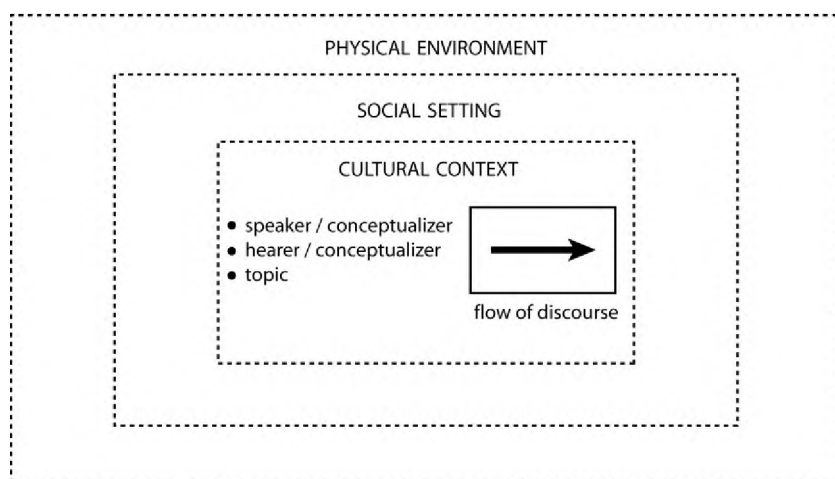 PHYSICAL ENVIRONMENT
SOCIAL SETTING
CULTURAL CONTEXT
• speaker / conceptualizer
• hearer / conceptualizer
• topic
flow of discourse